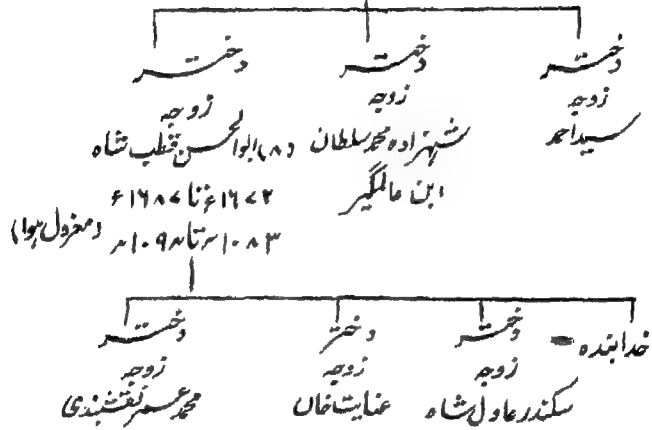 دختر دختر دختر
زوجہ زوجہ زوجہ
سید احمد شہزادہ محمد سلطان (۸) ابوالحسن قطب شاہ
ابن عالمگیر ۱۶۷۲ء تا ۱۶۸۷ء
۱۰۸۳ھ تا ۱۰۹۸ھ (معزول ہوا)
خدابندہ دختر دختر دختر
زوجہ زوجہ زوجہ
سکندر عادل شاہ عنایت خاں محمد عسر نقشبندی